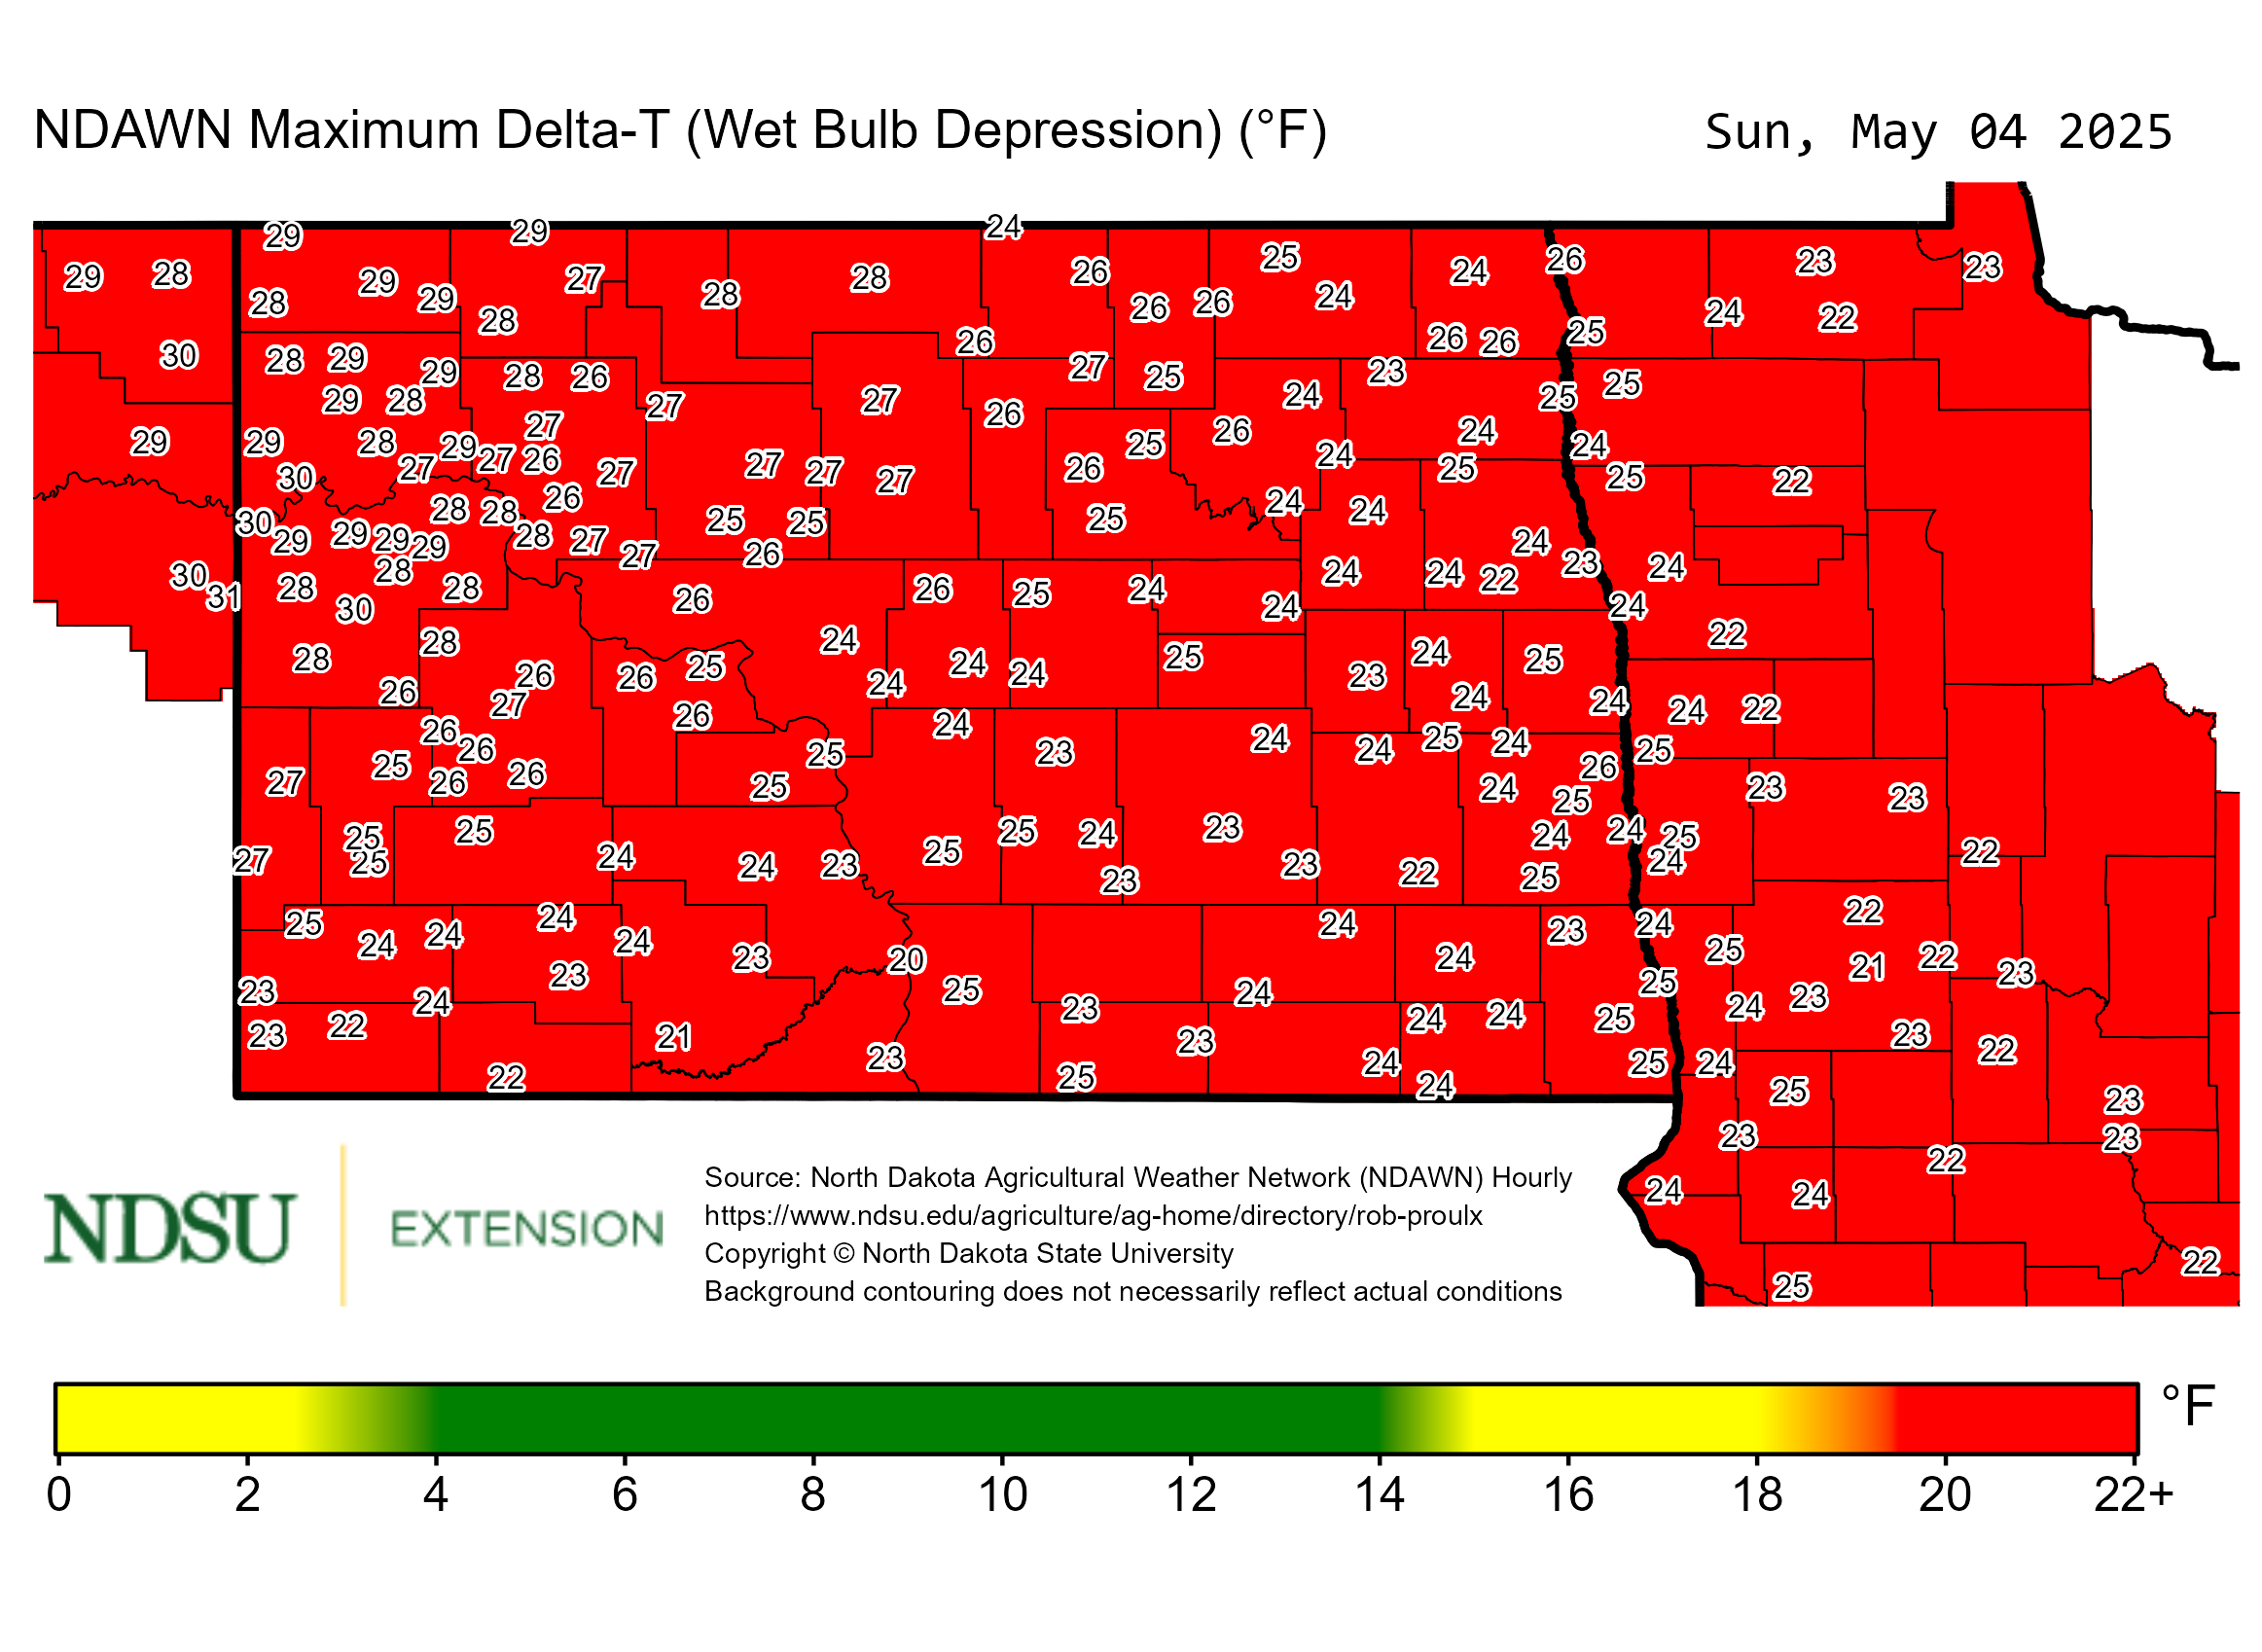 NDAWN Maximum Delta-T (Wet Bulb Depression) (°F)
Sun, May 04 2025
24
29 29
25 26 23 23
29 28 29 27 28 26 24
28 29 28 24
28 29 28 26 26 24 22
26 26 25
30 28 29 26
29 28 26 27 25 23
29 28 27 27 24 25 25
26
27 26 24
29 29 28 29 25 24 24
27 27 26 27 27 26 25
30 27 27 25 22
28 28 26 24 24
30 25 25 25
29 29 29 29 28 27 24
27 26 23
30 28 24 24 22 24
31 28 28 26 25 24
30 26 24 24
28 28 24 25 24 25 22
26 26 25 24 24 23
26 27 24 24 24
26 26 24 24 22
26 25 23 24 24 25 24 25
25 26 26 26
27 26 25 24 23 23
25
25 25 25 24 23 24 24 25
27 25 24 24 23 25 23 24 22
23 22 25
25 24 24 23 24 22
24 24 24 25
23 23 20 24 21 22 23
23 24 25 24 25 23
23 22 24 23 24 24 25 24
21 23 23
23 24 25 24 22
22 25 24 25 23
23 23
22
24 24
22
25
NDSU EXTENSION
Source: North Dakota Agricultural Weather Network (NDAWN) Hourly
https://www.ndsu.edu/agriculture/ag-home/directory/rob-proulx
Copyright © North Dakota State University
Background contouring does not necessarily reflect actual conditions
°F
0 2 4 6 8 10 12 14 16 18 20 22+